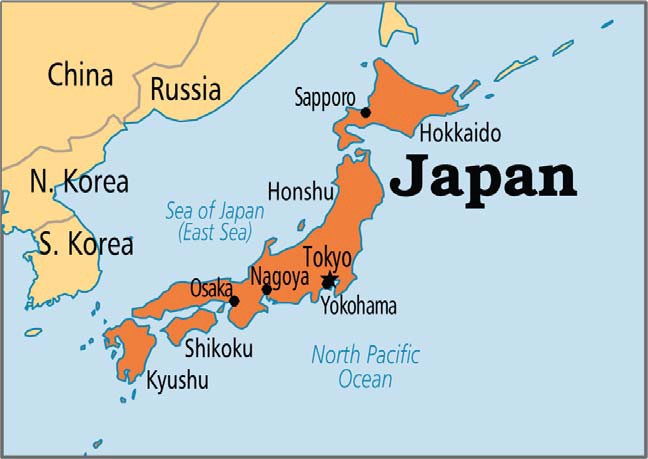 China
Russia
Sapporo
Hokkaido
Japan
N. Korea
Honshu
Sea of Japan
(East Sea)
S. Korea
Tokyo
Nagoya
Osaka
Yokohama
Shikoku
North Pacific
Ocean
Kyushu